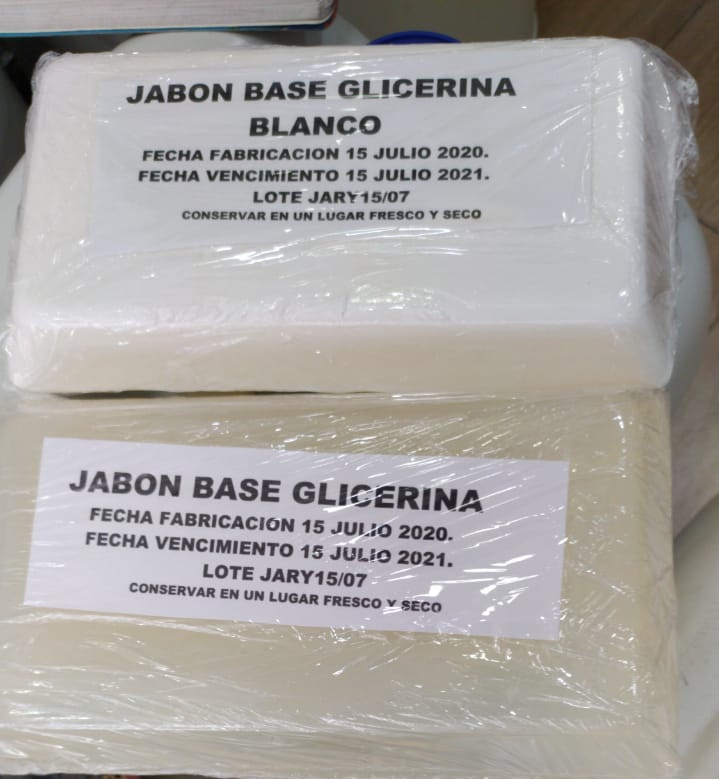 JABON BASE GLICERINA
BLANCO
FECHA FABRICACION 15 JULIO 2020.
FECHA VENCIMIENTO 15 JULIO 2021.
LOTE JARY15/07
CONSERVAR EN UN LUGAR FRESCO Y SECO
JABON BASE GLICERINA
FECHA FABRICACIÓN 15 JULIO 2020.
FECHA VENCIMIENTO 15 JULIO 2021.
LOTE JARY15/07
CONSERVAR EN UN LUGAR FRESCO Y SECO